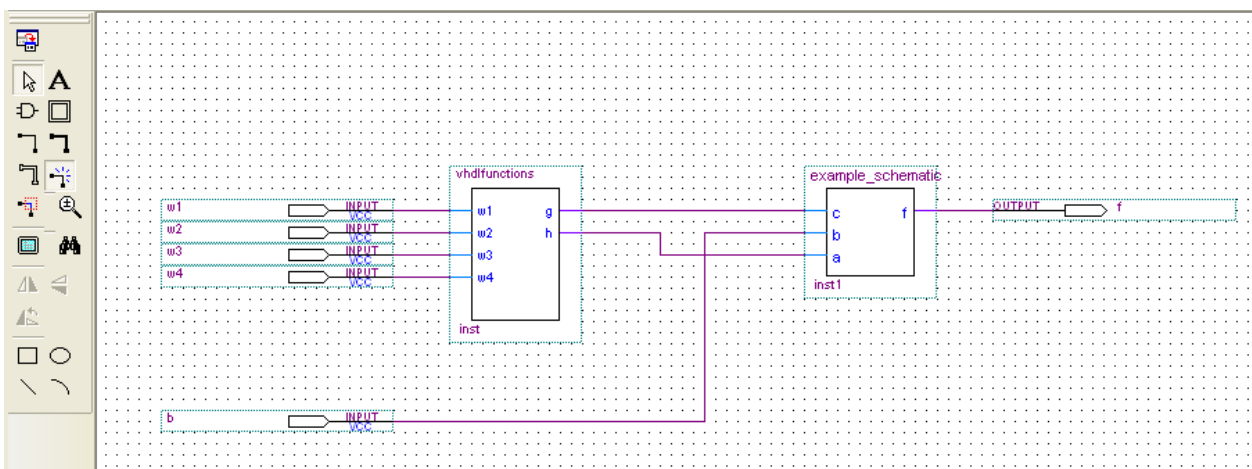 A
vhdlfunctions
example_schematic
w1 INPUT VCC
w2 INPUT VCC
w3 INPUT VCC
w4 INPUT VCC
w1 g
w2 h
w3
w4
inst
c f
b
a
inst1
OUTPUT f
b INPUT VCC